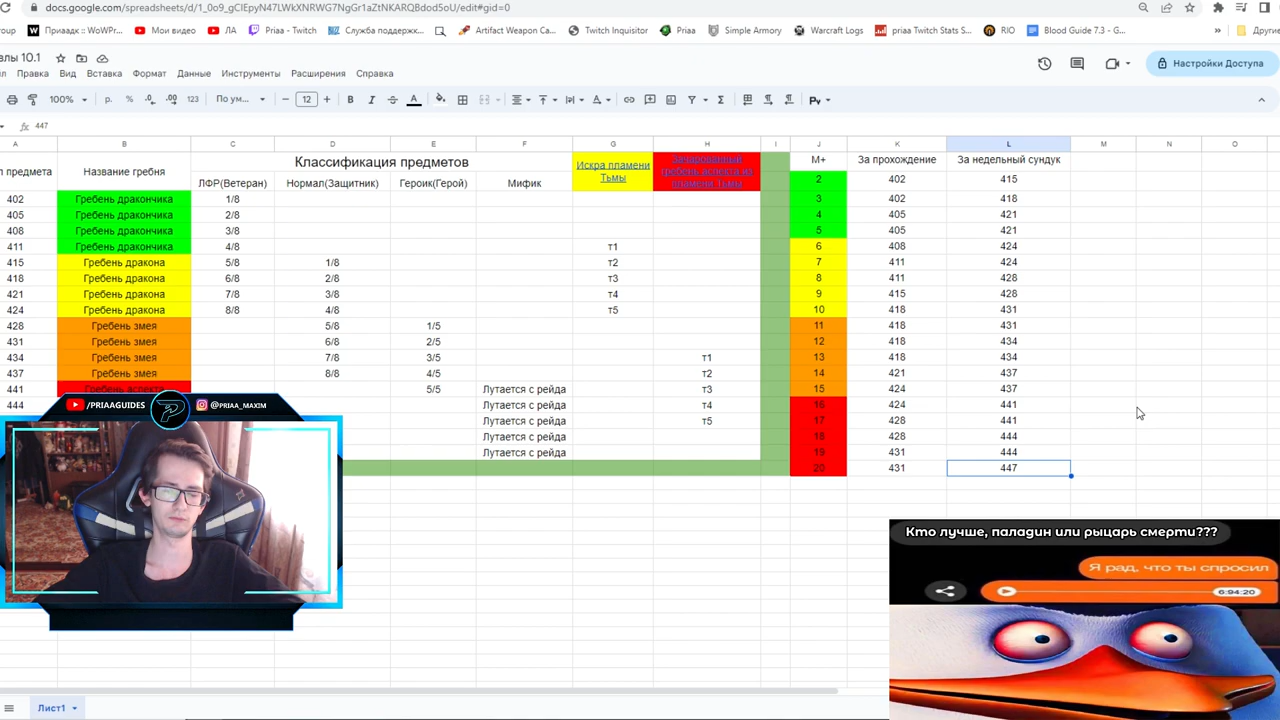 docs.google.com/spreadsheets/d/1_0o9_gCIEpyN47LWkXNRWG7NgGr1aZtNKARQBdod5oU/edit#gid=0
roup Приаадк :: WoWPr... Мои видео ЛА Priaa - Twitch Служба поддержк... Artifact Weapon Ca... Twitch Inquisitor Priaa Simple Armory Warcraft Logs priaa Twitch Stats S... RIO Blood Guide 7.3 - G... » Другие
алы 10.1
Настройки Доступа
л Правка Вид Вставка Формат Данные Инструменты Расширения Справка
100% р. % .0 .00 123 По ум... 12
fx 447
A B C D E F G H I J K L M N O
л предмета Название гребня Классификация предметов Искра пламени Тьмы Зачарованный гребень аспекта из пламени Тьмы M+ За прохождение За недельный сундук
ЛФР(Ветеран) Нормал(Защитник) Героик(Герой) Мифик 2 402 415
402 Гребень дракончика 1/8 3 402 418
405 Гребень дракончика 2/8 4 405 421
408 Гребень дракончика 3/8 5 405 421
411 Гребень дракончика 4/8 т1 6 408 424
415 Гребень дракона 5/8 1/8 т2 7 411 424
418 Гребень дракона 6/8 2/8 т3 8 411 428
421 Гребень дракона 7/8 3/8 т4 9 415 428
424 Гребень дракона 8/8 4/8 т5 10 418 431
428 Гребень змея 5/8 1/5 11 418 431
431 Гребень змея 6/8 2/5 12 418 434
434 Гребень змея 7/8 3/5 т1 13 418 434
437 Гребень змея 8/8 4/5 т2 14 421 437
441 Гребень аспекта 5/5 Лутается с рейда т3 15 424 437
444 Лутается с рейда т4 16 424 441
Лутается с рейда т5 17 428 441
Лутается с рейда 18 428 444
Лутается с рейда 19 431 444
20 431 447
/PRIAAGUIDES @PRIAA_MAXIM
Кто лучше, паладин или рыцарь смерти???
Я рад, что ты спросил
6:94:20
Лист1